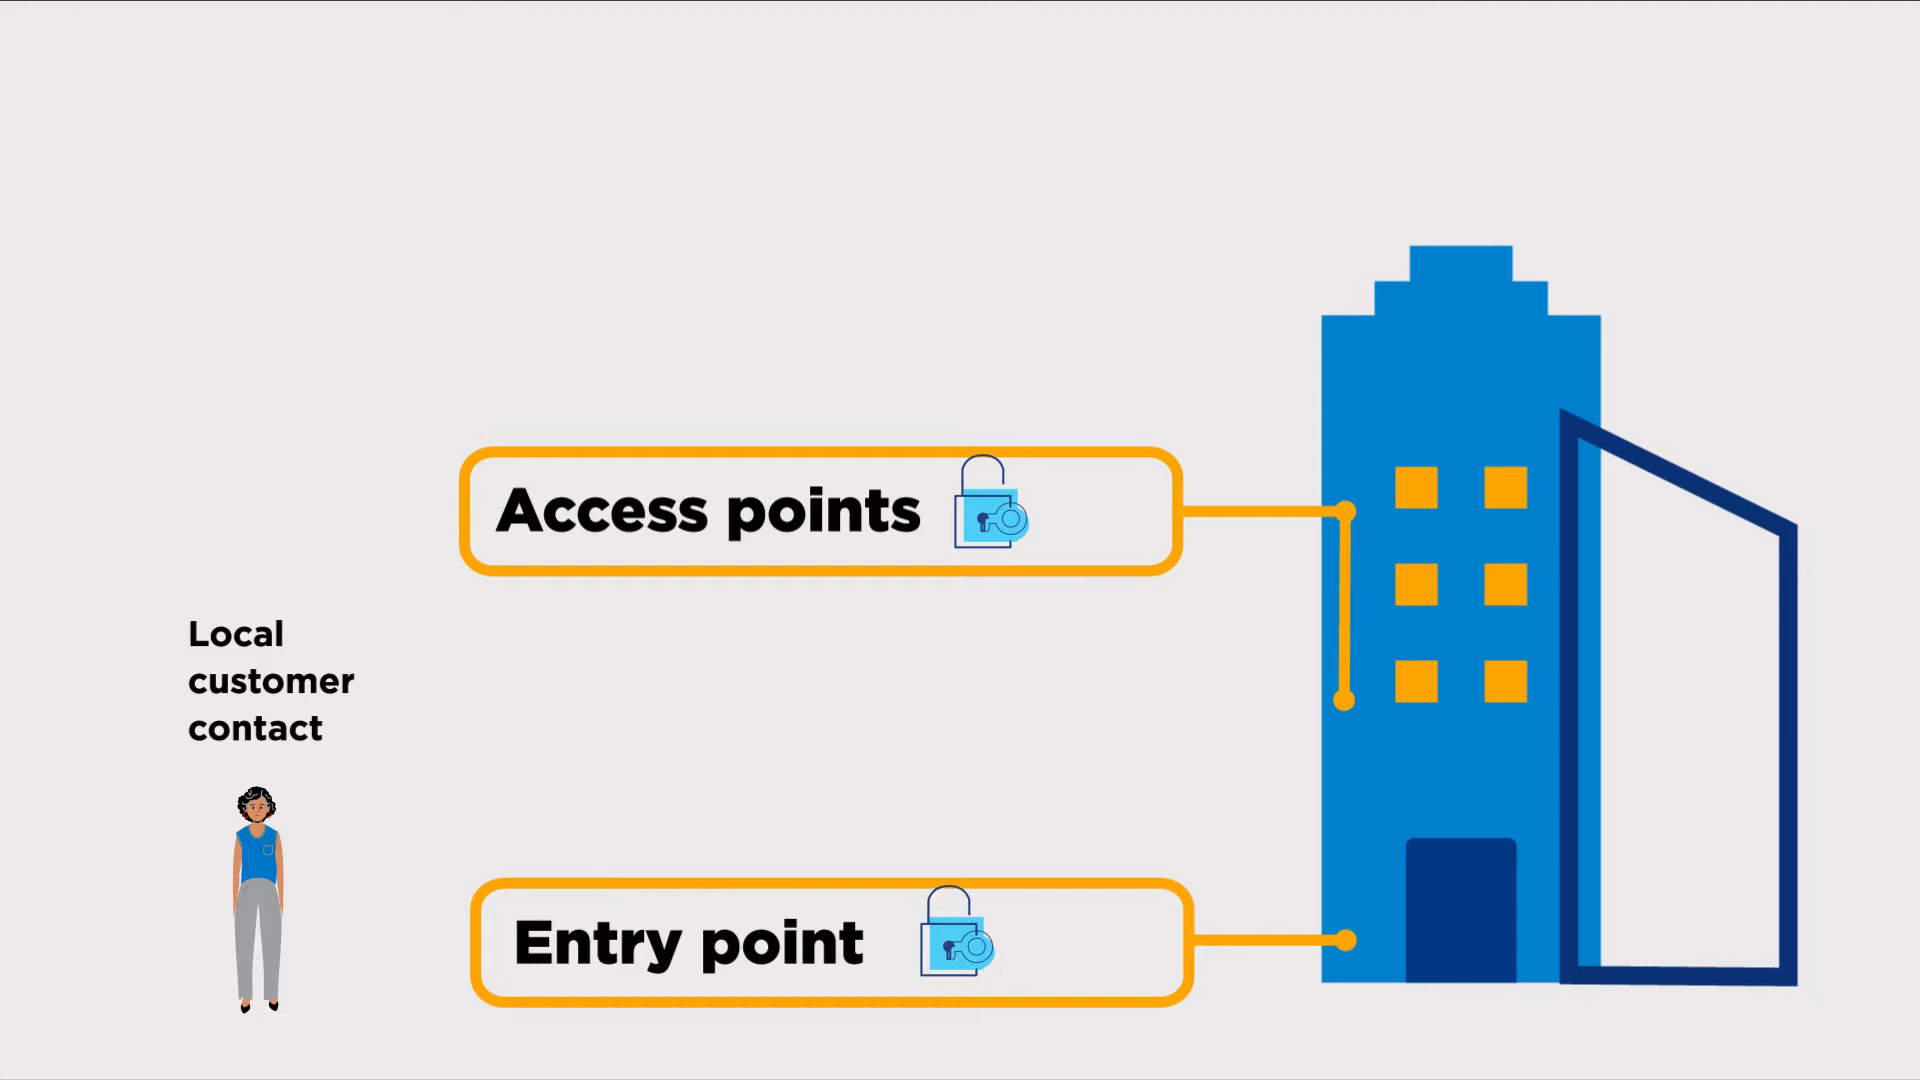 Access points
Local
customer
contact
Entry point